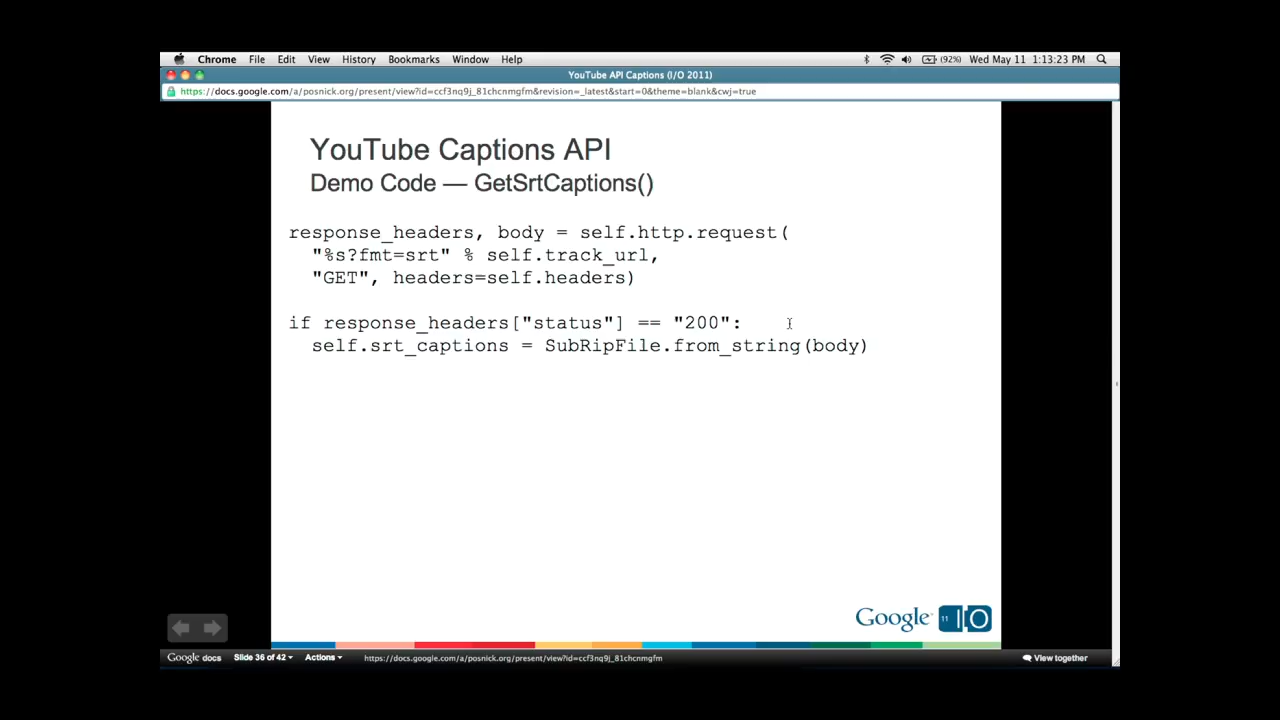 Chrome File Edit View History Bookmarks Window Help (92%) Wed May 11 1:13:23 PM
YouTube API Captions (I/O 2011)
https://docs.google.com/a/posnick.org/present/view?id=ccf3nq9j_81chcnmgfm&revision=_latest&start=0&theme=blank&cwj=true
YouTube Captions API
Demo Code — GetSrtCaptions()
response_headers, body = self.http.request(
"%s?fmt=srt" % self.track_url,
"GET", headers=self.headers)
if response_headers["status"] == "200":
self.srt_captions = SubRipFile.from_string(body)
Google 11 I/O
Google docs Slide 36 of 42 Actions https://docs.google.com/a/posnick.org/present/view?id=ccf3nq9j_81chcnmgfm View together